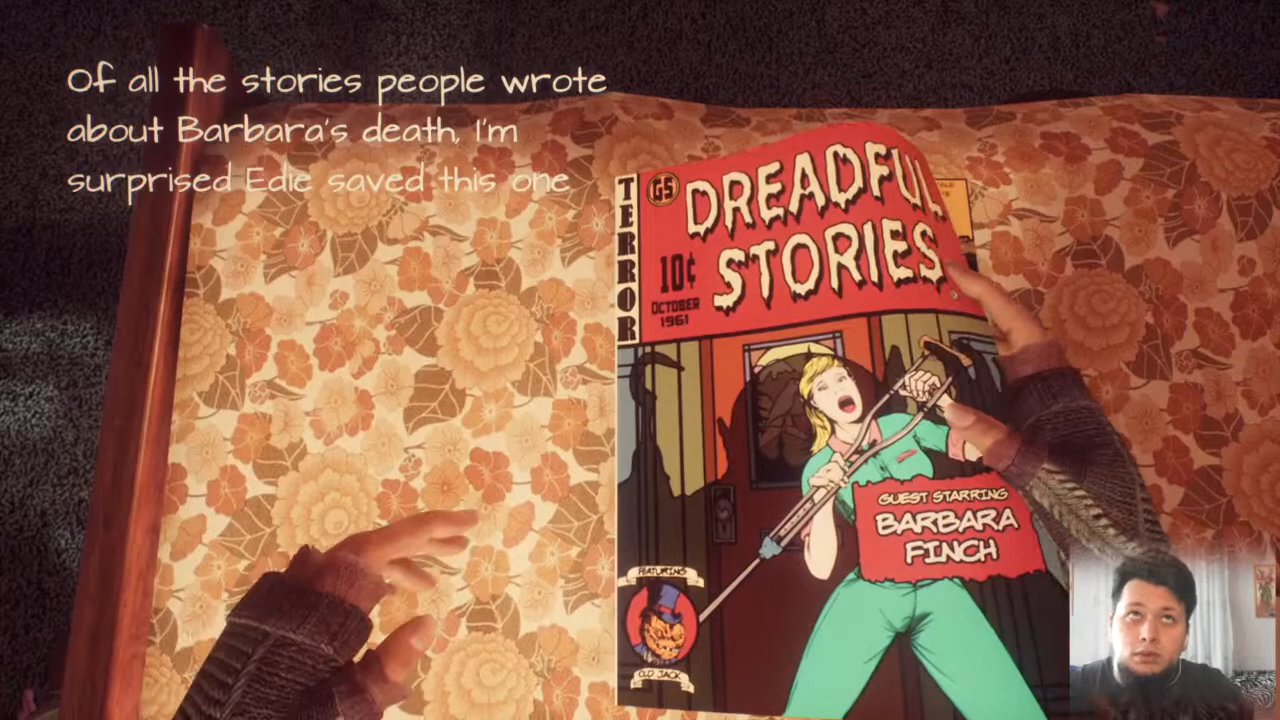 Of all the stories people wrote
about Barbara's death, I'm
surprised Edie saved this one
TERROR
GS
DREADFUL
STORIES
10¢
OCTOBER
1961
GUEST STARRING
BARBARA
FINCH
FEATURING
OLD JACK